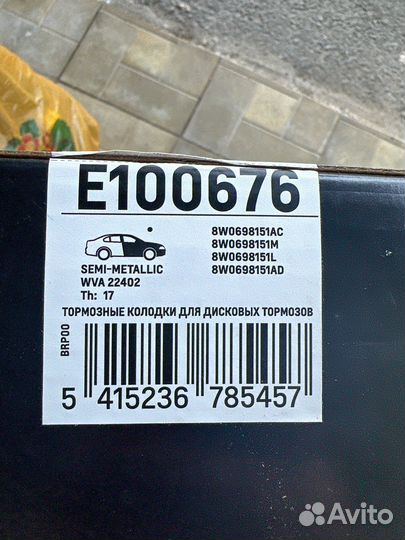 E100676
8W0698151AC
8W0698151M
8W0698151L
8W0698151AD
SEMI-METALLIC
WVA 22402
Th: 17
ТОРМОЗНЫЕ КОЛОДКИ ДЛЯ ДИСКОВЫХ ТОРМОЗОВ
BRP00
5 415236 785457
Avito